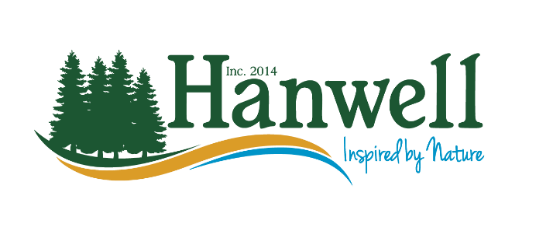 Inc. 2014
Hanwell
Inspired by Nature